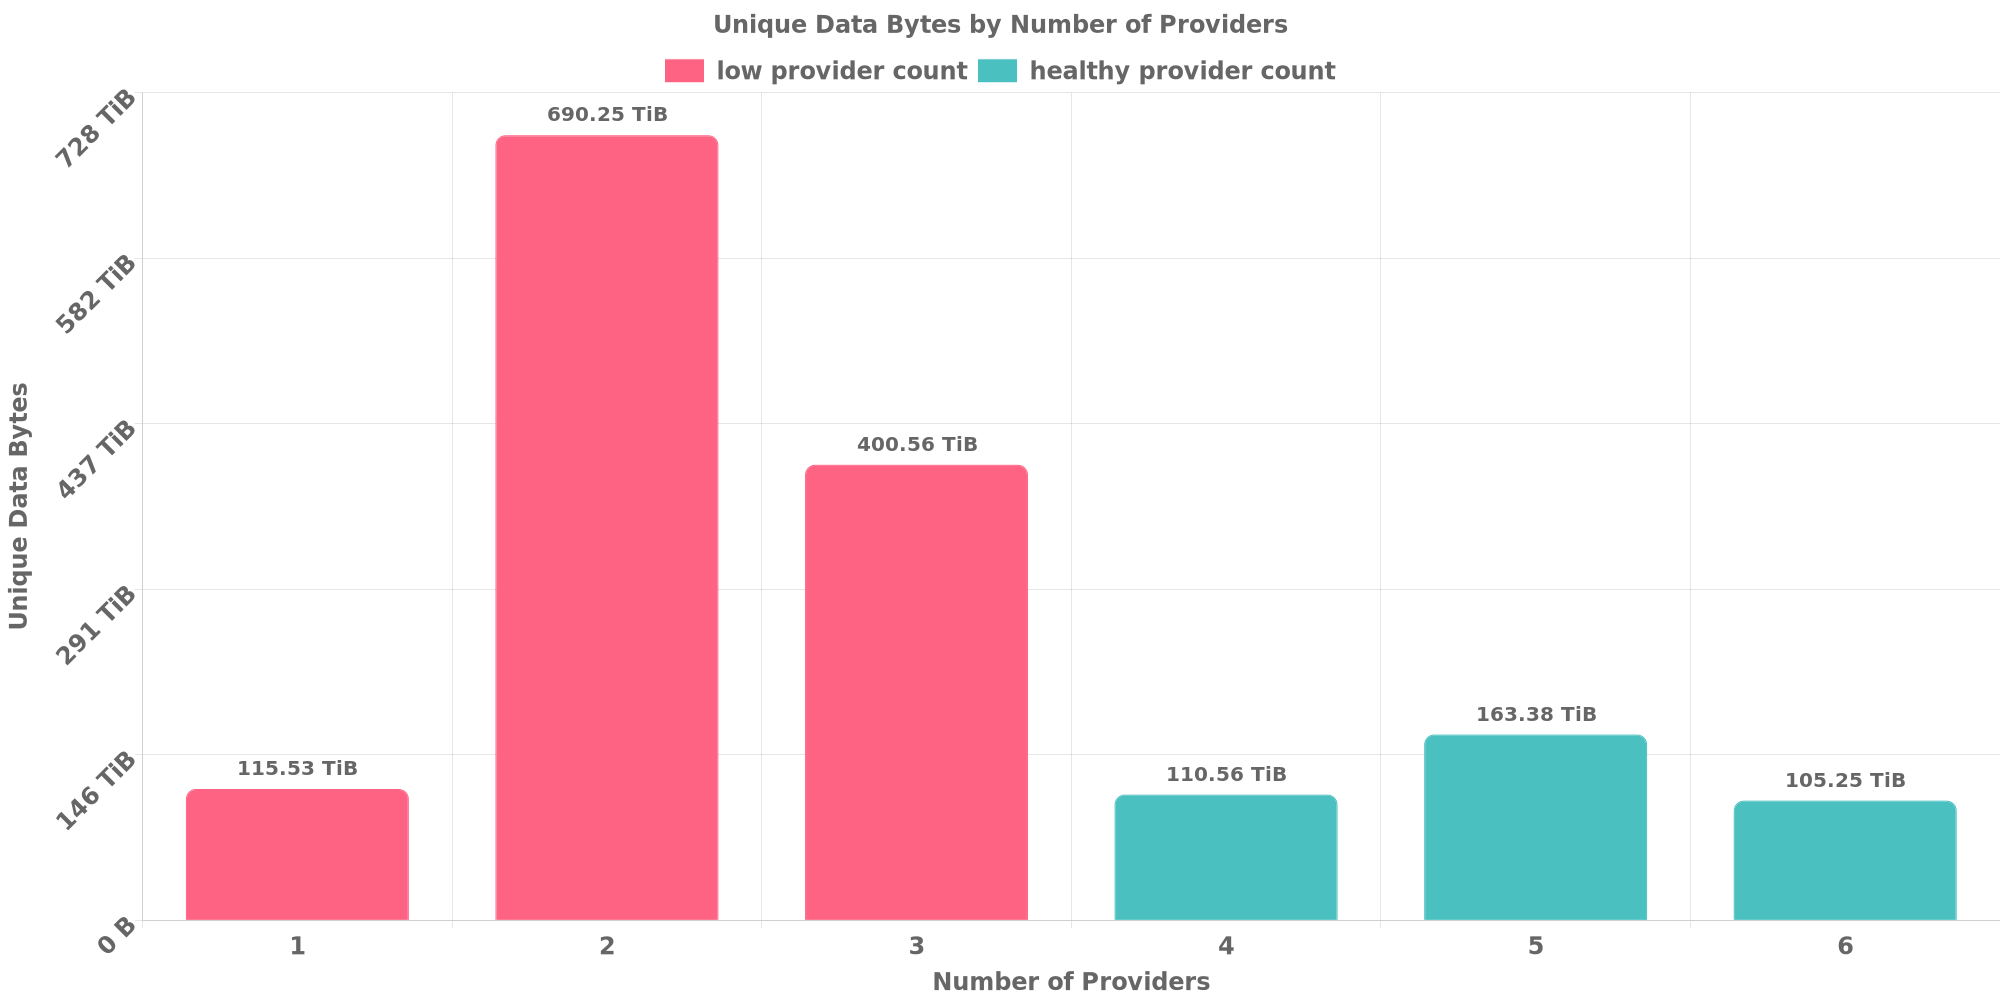 Unique Data Bytes by Number of Providers
low provider count healthy provider count
728 TiB
582 TiB
437 TiB
291 TiB
146 TiB
0 B
Unique Data Bytes
115.53 TiB
690.25 TiB
400.56 TiB
110.56 TiB
163.38 TiB
105.25 TiB
1 2 3 4 5 6
Number of Providers